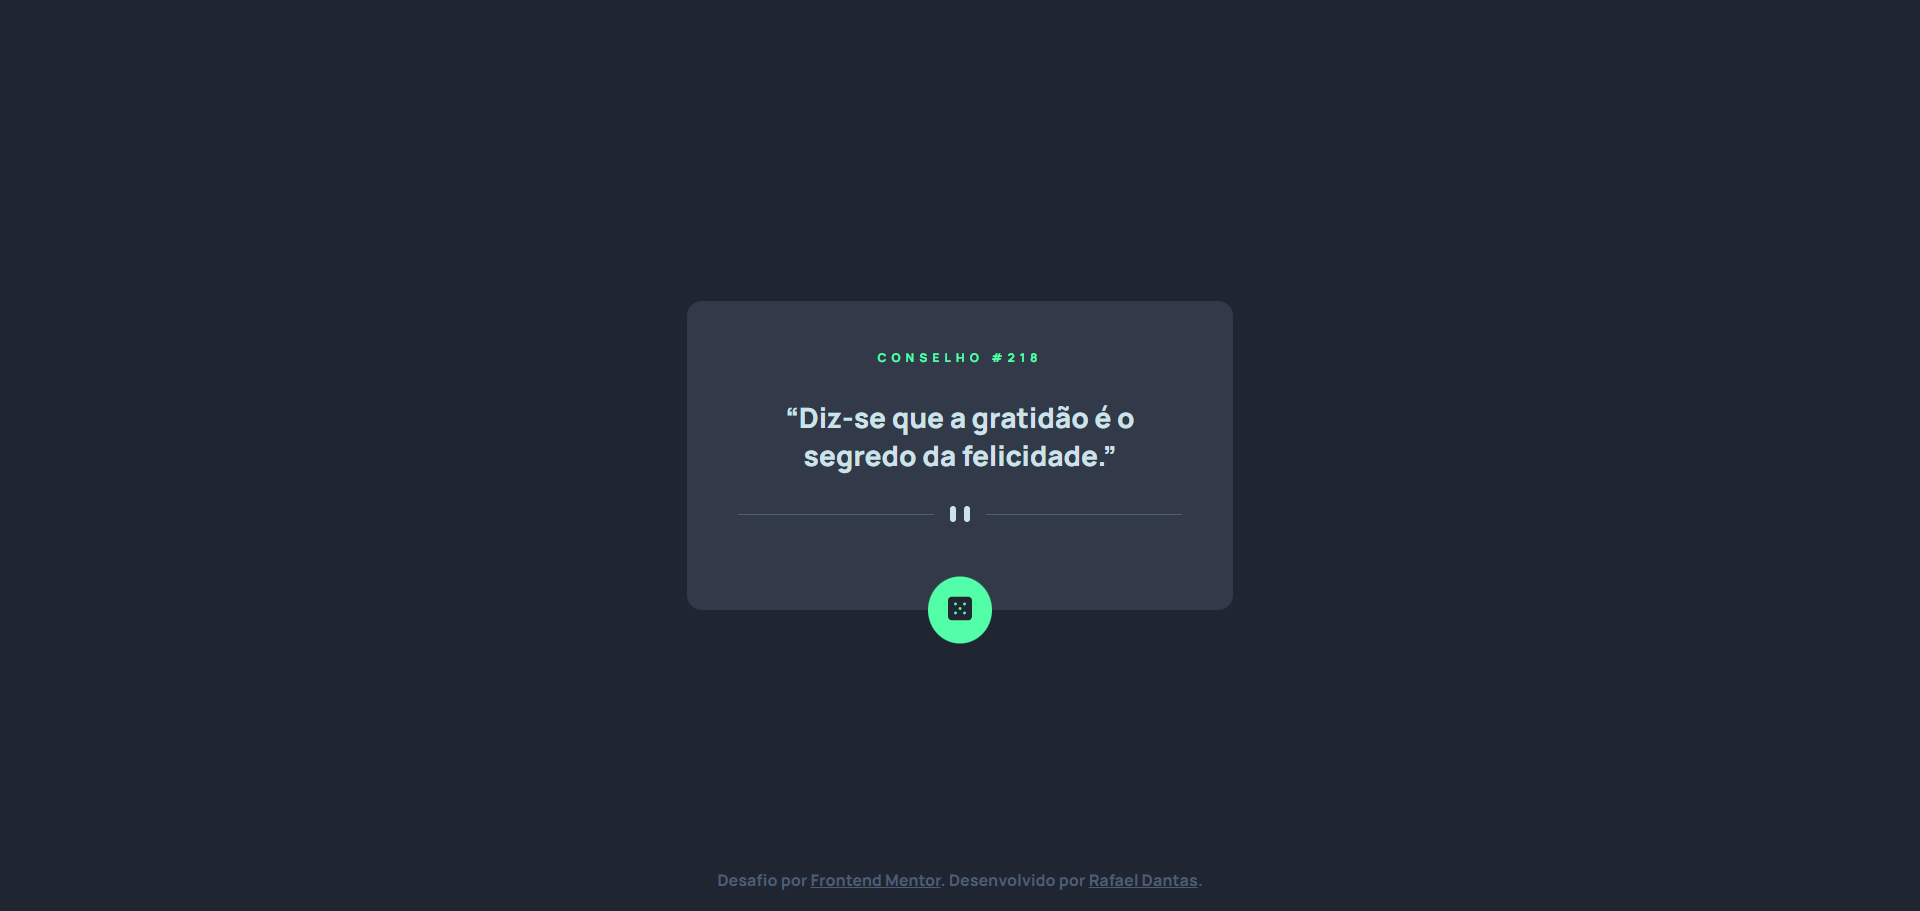 CONSELHO #218
“Diz-se que a gratidão é o
segredo da felicidade.”
Desafio por Frontend Mentor. Desenvolvido por Rafael Dantas.